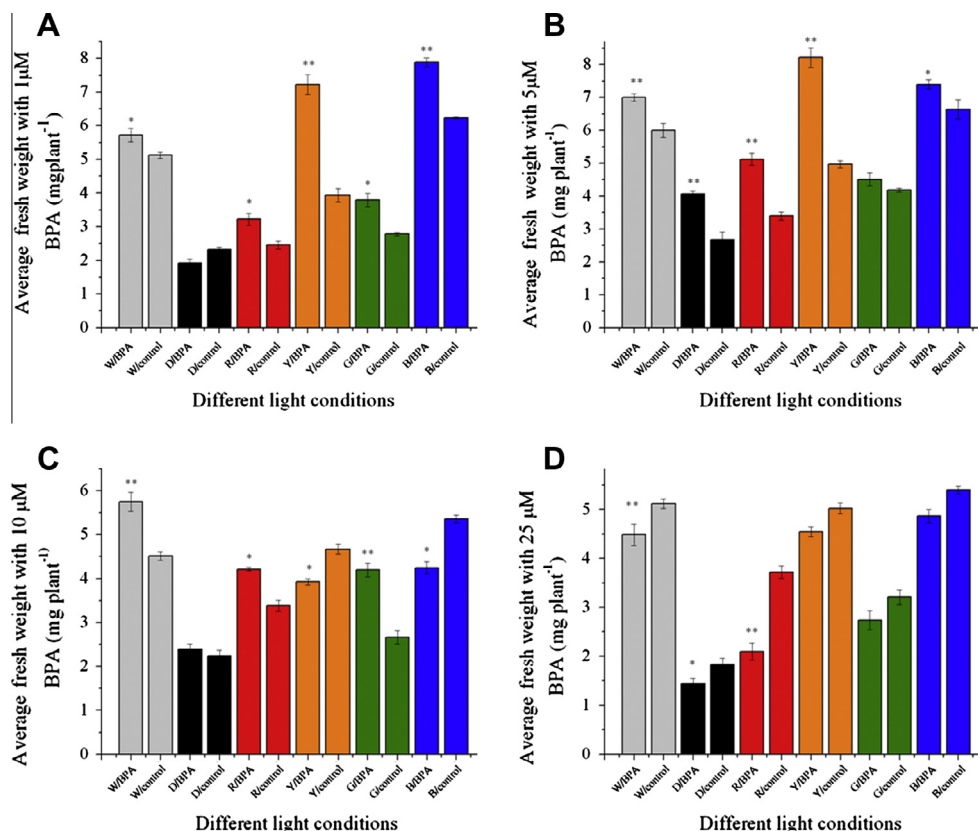 A
Average fresh weight with 1μM
BPA (mgplant-1)
8
7
6
5
4
3
2
1
0
* * ** * **
W/BPA W/control D/BPA D/control R/BPA R/control Y/BPA Y/control G/BPA G/control B/BPA B/control
Different light conditions
B
Average fresh weight with 5μM
BPA (mg plant-1)
8
7
6
5
4
3
2
1
0
** ** ** ** *
W/BPA W/control D/BPA D/control R/BPA R/control Y/BPA Y/control G/BPA G/control B/BPA B/control
Different light conditions
C
Average fresh weight with 10 μM
BPA (mg plant-1)
6
5
4
3
2
1
0
** * * ** *
W/BPA W/control D/BPA D/control R/BPA R/control Y/BPA Y/control G/BPA G/control B/BPA B/control
Different light conditions
D
Average fresh weight with 25 μM
BPA (mg plant-1)
5
4
3
2
1
0
** * **
W/BPA W/control D/BPA D/control R/BPA R/control Y/BPA Y/control G/BPA G/control B/BPA B/control
Different light conditions